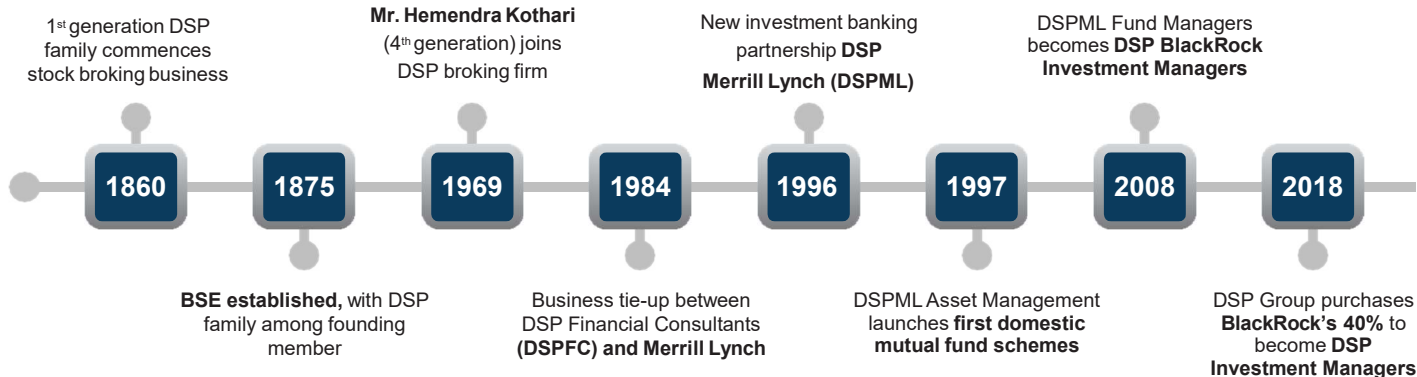 1st generation DSP
family commences
stock broking business
Mr. Hemendra Kothari
(4th generation) joins
DSP broking firm
New investment banking
partnership DSP
Merrill Lynch (DSPML)
DSPML Fund Managers
becomes DSP BlackRock
Investment Managers
1860
1875
1969
1984
1996
1997
2008
2018
BSE established, with DSP
family among founding
member
Business tie-up between
DSP Financial Consultants
(DSPFC) and Merrill Lynch
DSPML Asset Management
launches first domestic
mutual fund schemes
DSP Group purchases
BlackRock's 40% to
become DSP
Investment Managers